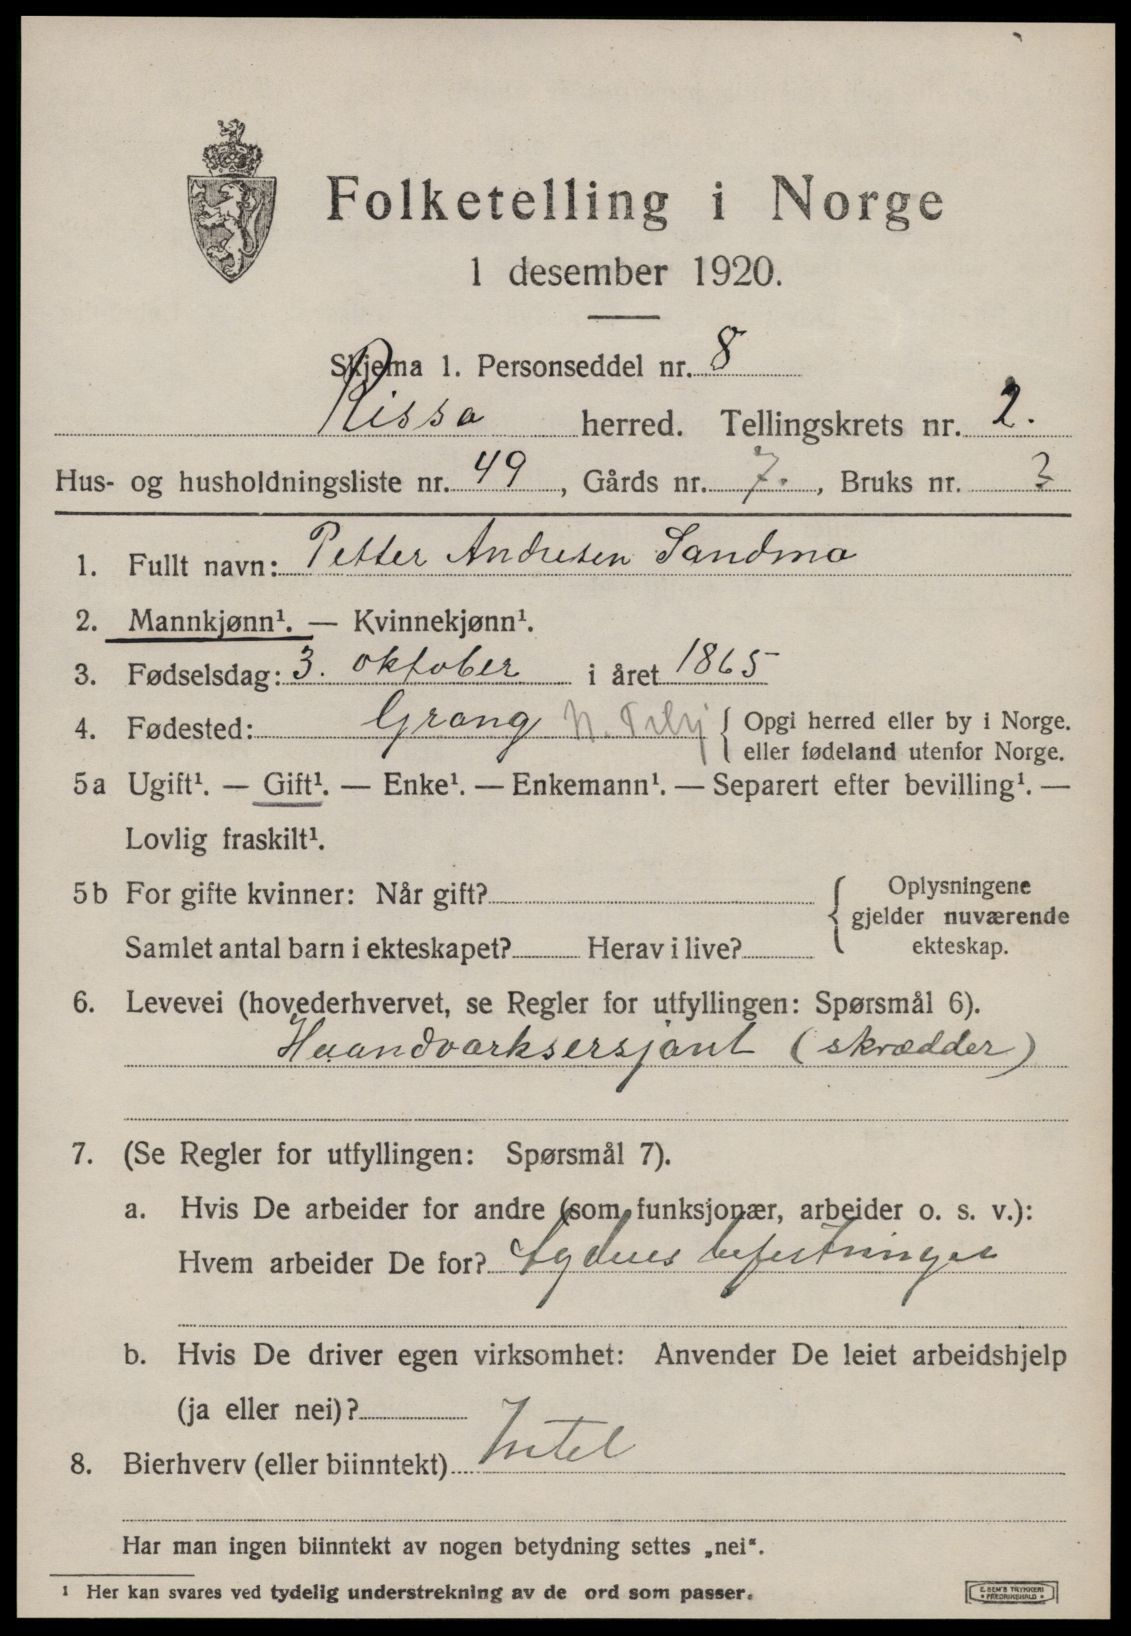 Folketelling i Norge
1 desember 1920.
Skjema 1. Personseddel nr. 8
Rissa herred. Tellingskrets nr. 2.
Hus- og husholdningsliste nr. 49, Gårds nr. 7., Bruks nr. 3
1. Fullt navn: Petter Andresen Sandmo
2. Mannkjønn¹. — Kvinnekjønn¹.
3. Fødselsdag: 3. oktober i året 1865
4. Fødested: Grong N. Trlj { Opgi herred eller by i Norge.
eller fødeland utenfor Norge.
5a Ugift¹. — Gift¹. — Enke¹. — Enkemann¹. — Separert efter bevilling¹. —
Lovlig fraskilt¹.
5b For gifte kvinner: Når gift? { Oplysningene
gjelder nuværende
Samlet antal barn i ekteskapet? Herav i live? ekteskap.
6. Levevei (hovederhvervet, se Regler for utfyllingen: Spørsmål 6).
Haandværksersjant (skrædder)
7. (Se Regler for utfyllingen: Spørsmål 7).
a. Hvis De arbeider for andre (som funksjonær, arbeider o. s. v.):
Hvem arbeider De for? Agdenes befestninger
b. Hvis De driver egen virksomhet: Anvender De leiet arbeidshjelp
(ja eller nei)?
8. Bierhverv (eller biinntekt) Intet
Har man ingen biinntekt av nogen betydning settes „nei“.
¹ Her kan svares ved tydelig understrekning av de ord som passer.
E. SEM'S TRYKKERI
FREDRIKSHALD